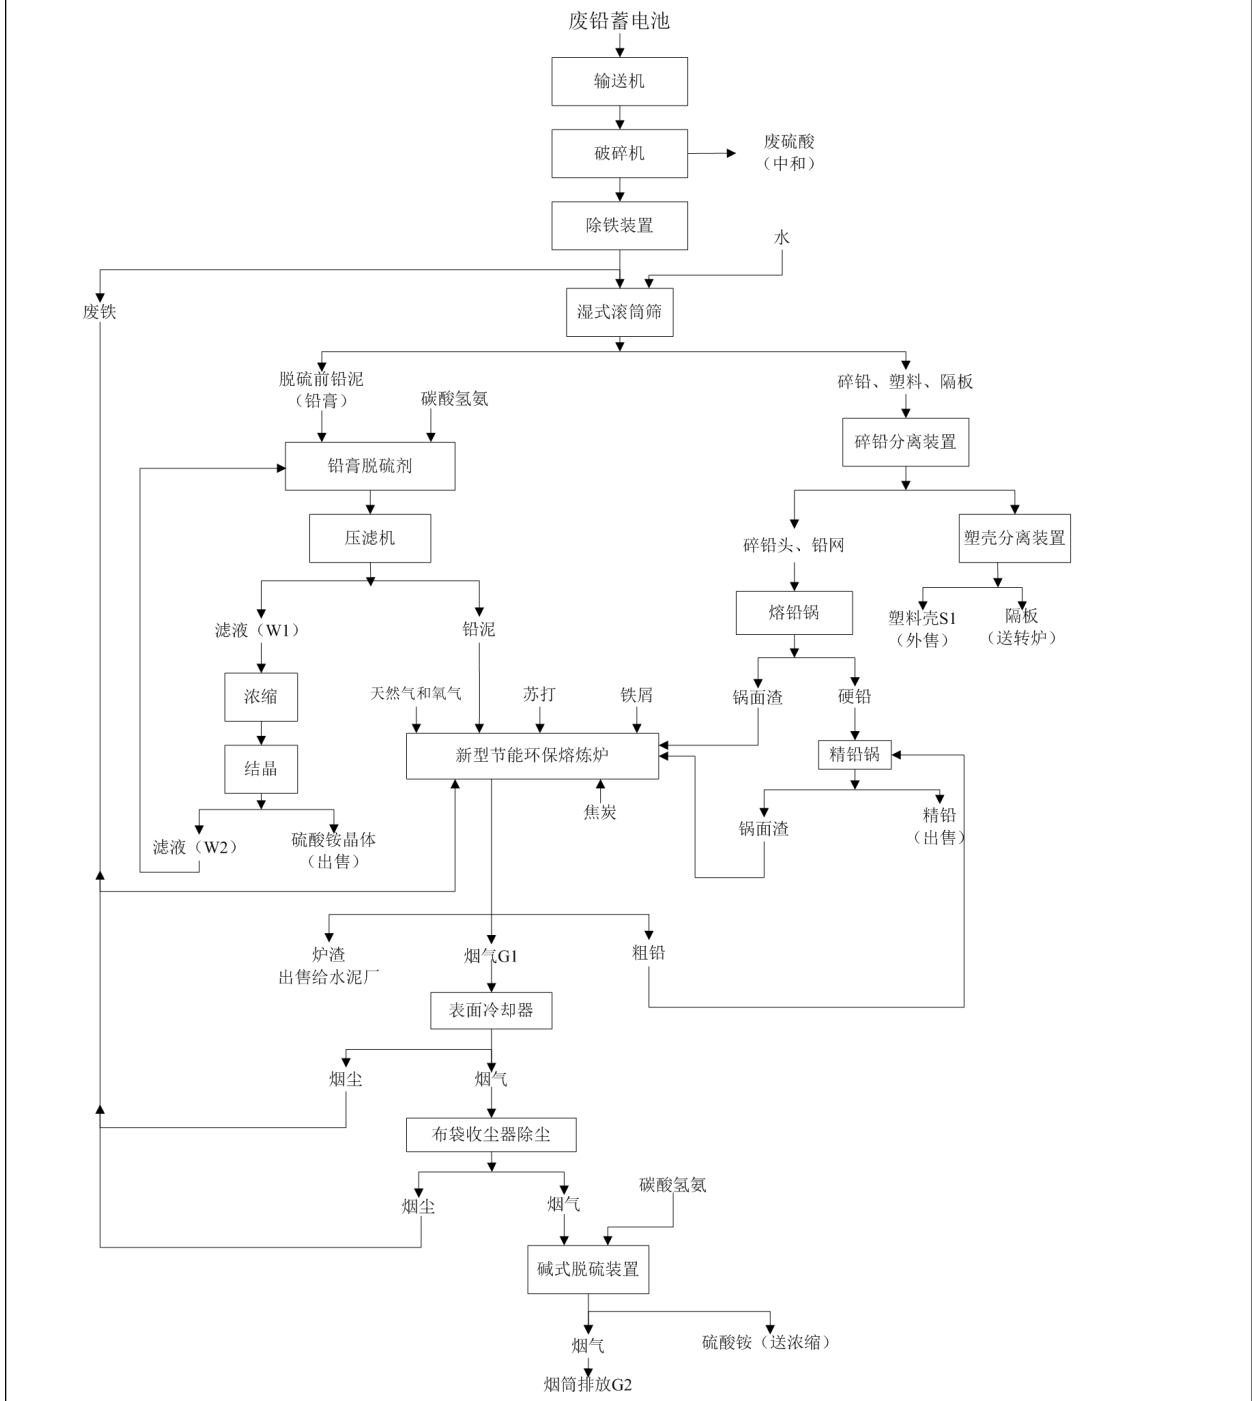 废铅蓄电池
输送机
破碎机
废硫酸
（中和）
除铁装置
水
废铁
湿式滚筒筛
脱硫前铅泥
（铅膏）
碳酸氢氨
碎铅、塑料、隔板
铅膏脱硫剂
碎铅分离装置
压滤机
碎铅头、铅网
塑壳分离装置
滤液（W1）
铅泥
熔铅锅
塑料壳S1
（外售）
隔板
（送转炉）
浓缩
天然气和氧气
苏打
铁屑
锅面渣
硬铅
结晶
新型节能环保熔炼炉
精铅锅
焦炭
滤液（W2）
硫酸铵晶体
（出售）
锅面渣
精铅
（出售）
炉渣
出售给水泥厂
烟气G1
粗铅
表面冷却器
烟尘
烟气
布袋收尘器除尘
烟尘
烟气
碳酸氢氨
碱式脱硫装置
烟气
硫酸铵（送浓缩）
烟筒排放G2